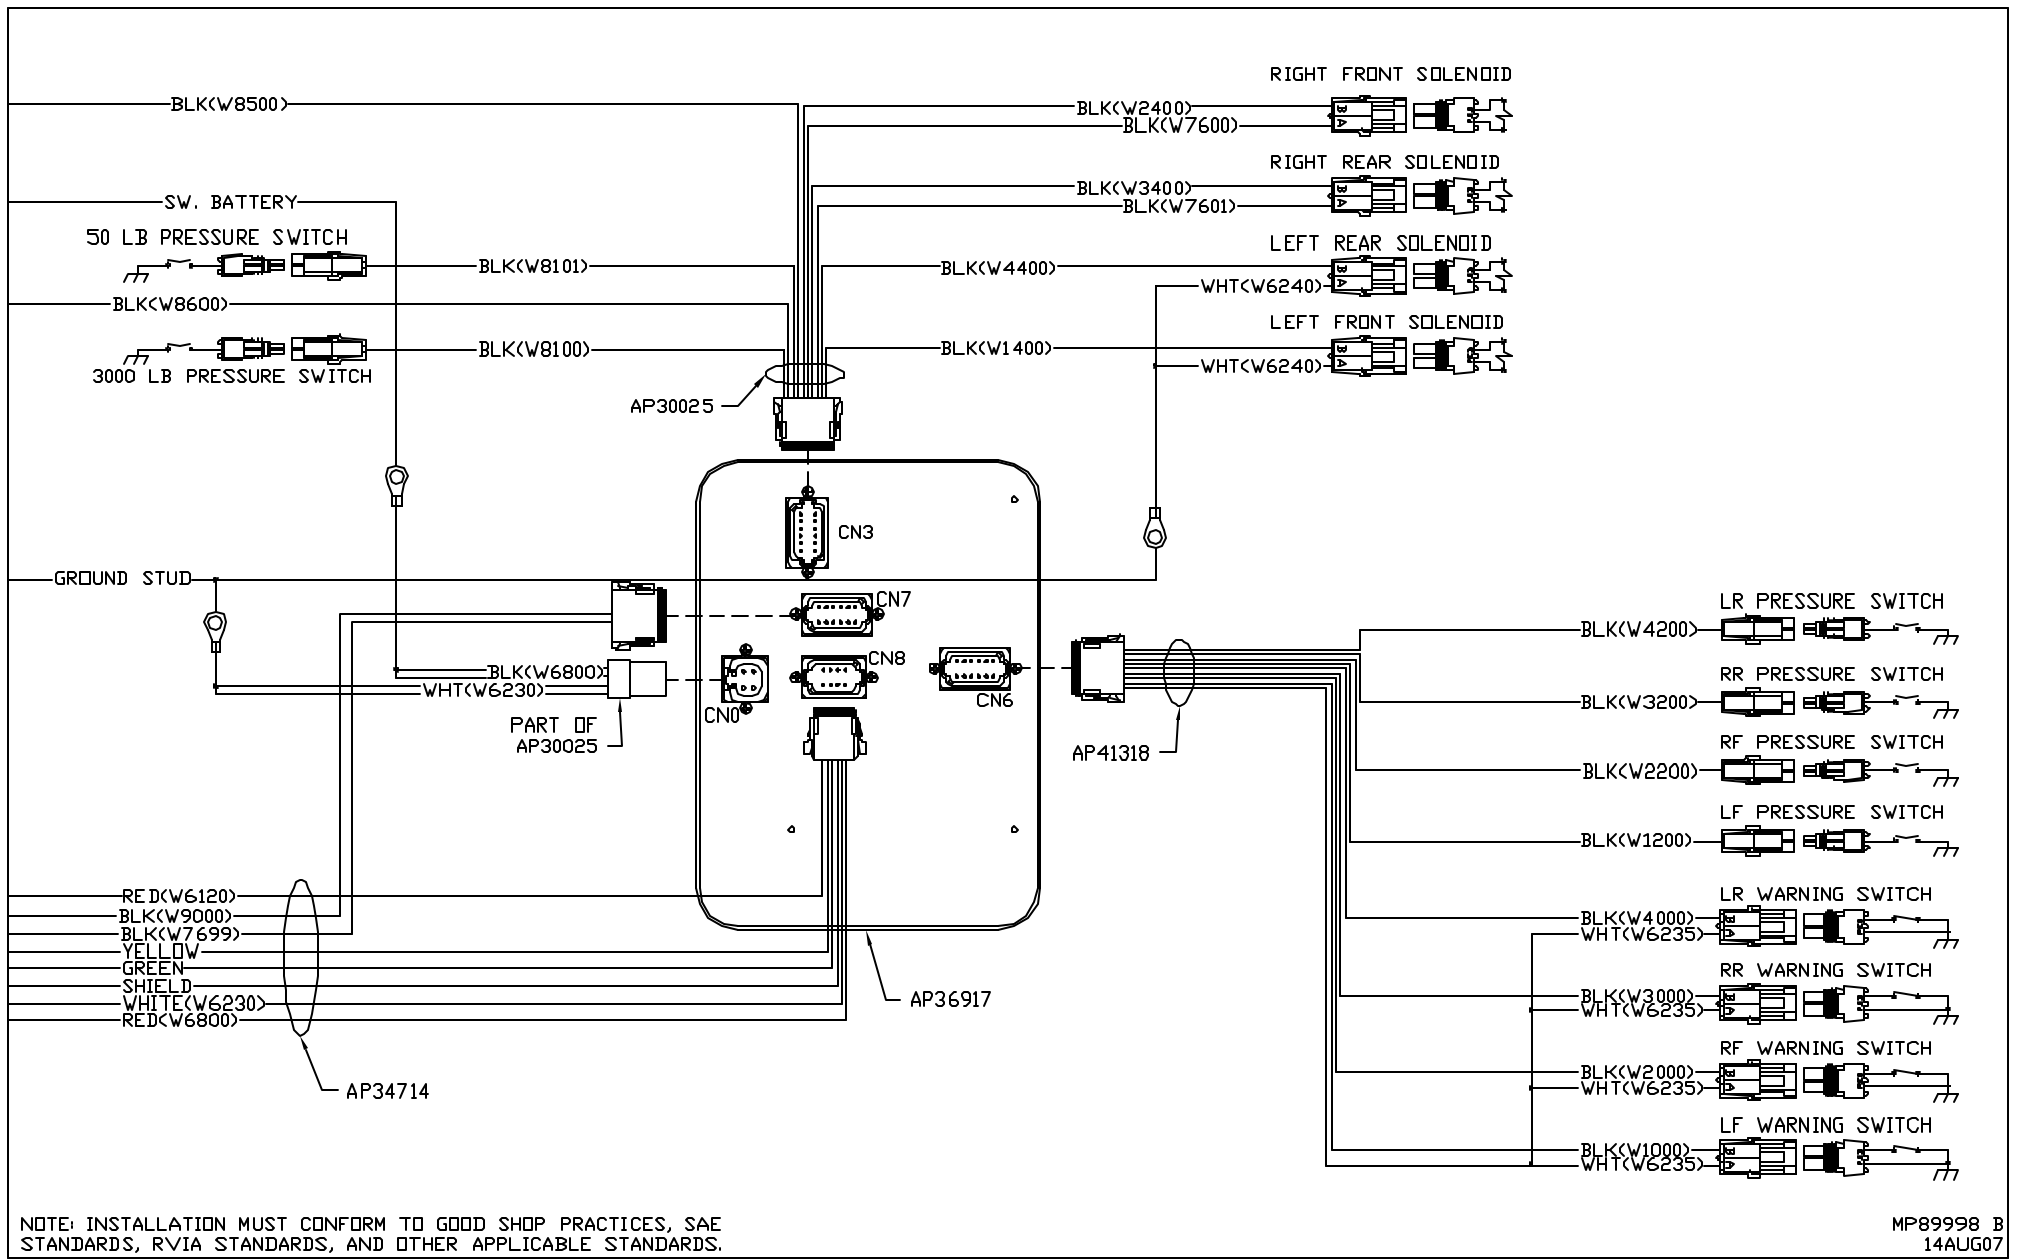 RIGHT FRONT SOLENOID
BLK(W8500)
BLK(W2400)
BLK(W7600)
B
A
RIGHT REAR SOLENOID
BLK(W3400)
BLK(W7601)
B
A
SW. BATTERY
50 LB PRESSURE SWITCH
BLK(W8101)
LEFT REAR SOLENOID
BLK(W4400)
WHT(W6240)
B
A
BLK(W8600)
LEFT FRONT SOLENOID
BLK(W8100)
BLK(W1400)
WHT(W6240)
B
A
3000 LB PRESSURE SWITCH
AP30025
CN3
GROUND STUD
CN7
LR PRESSURE SWITCH
BLK(W4200)
CN8
BLK(W6800)
WHT(W6230)
CN6
CN0
RR PRESSURE SWITCH
BLK(W3200)
PART OF
AP30025
AP41318
RF PRESSURE SWITCH
BLK(W2200)
LF PRESSURE SWITCH
BLK(W1200)
RED(W6120)
BLK(W9000)
BLK(W7699)
YELLOW
GREEN
SHIELD
WHITE(W6230)
RED(W6800)
LR WARNING SWITCH
BLK(W4000)
WHT(W6235)
B
A
RR WARNING SWITCH
BLK(W3000)
WHT(W6235)
B
A
AP36917
AP34714
RF WARNING SWITCH
BLK(W2000)
WHT(W6235)
B
A
LF WARNING SWITCH
BLK(W1000)
WHT(W6235)
B
A
NOTE: INSTALLATION MUST CONFORM TO GOOD SHOP PRACTICES, SAE
STANDARDS, RVIA STANDARDS, AND OTHER APPLICABLE STANDARDS.
MP89998 B
14AUG07